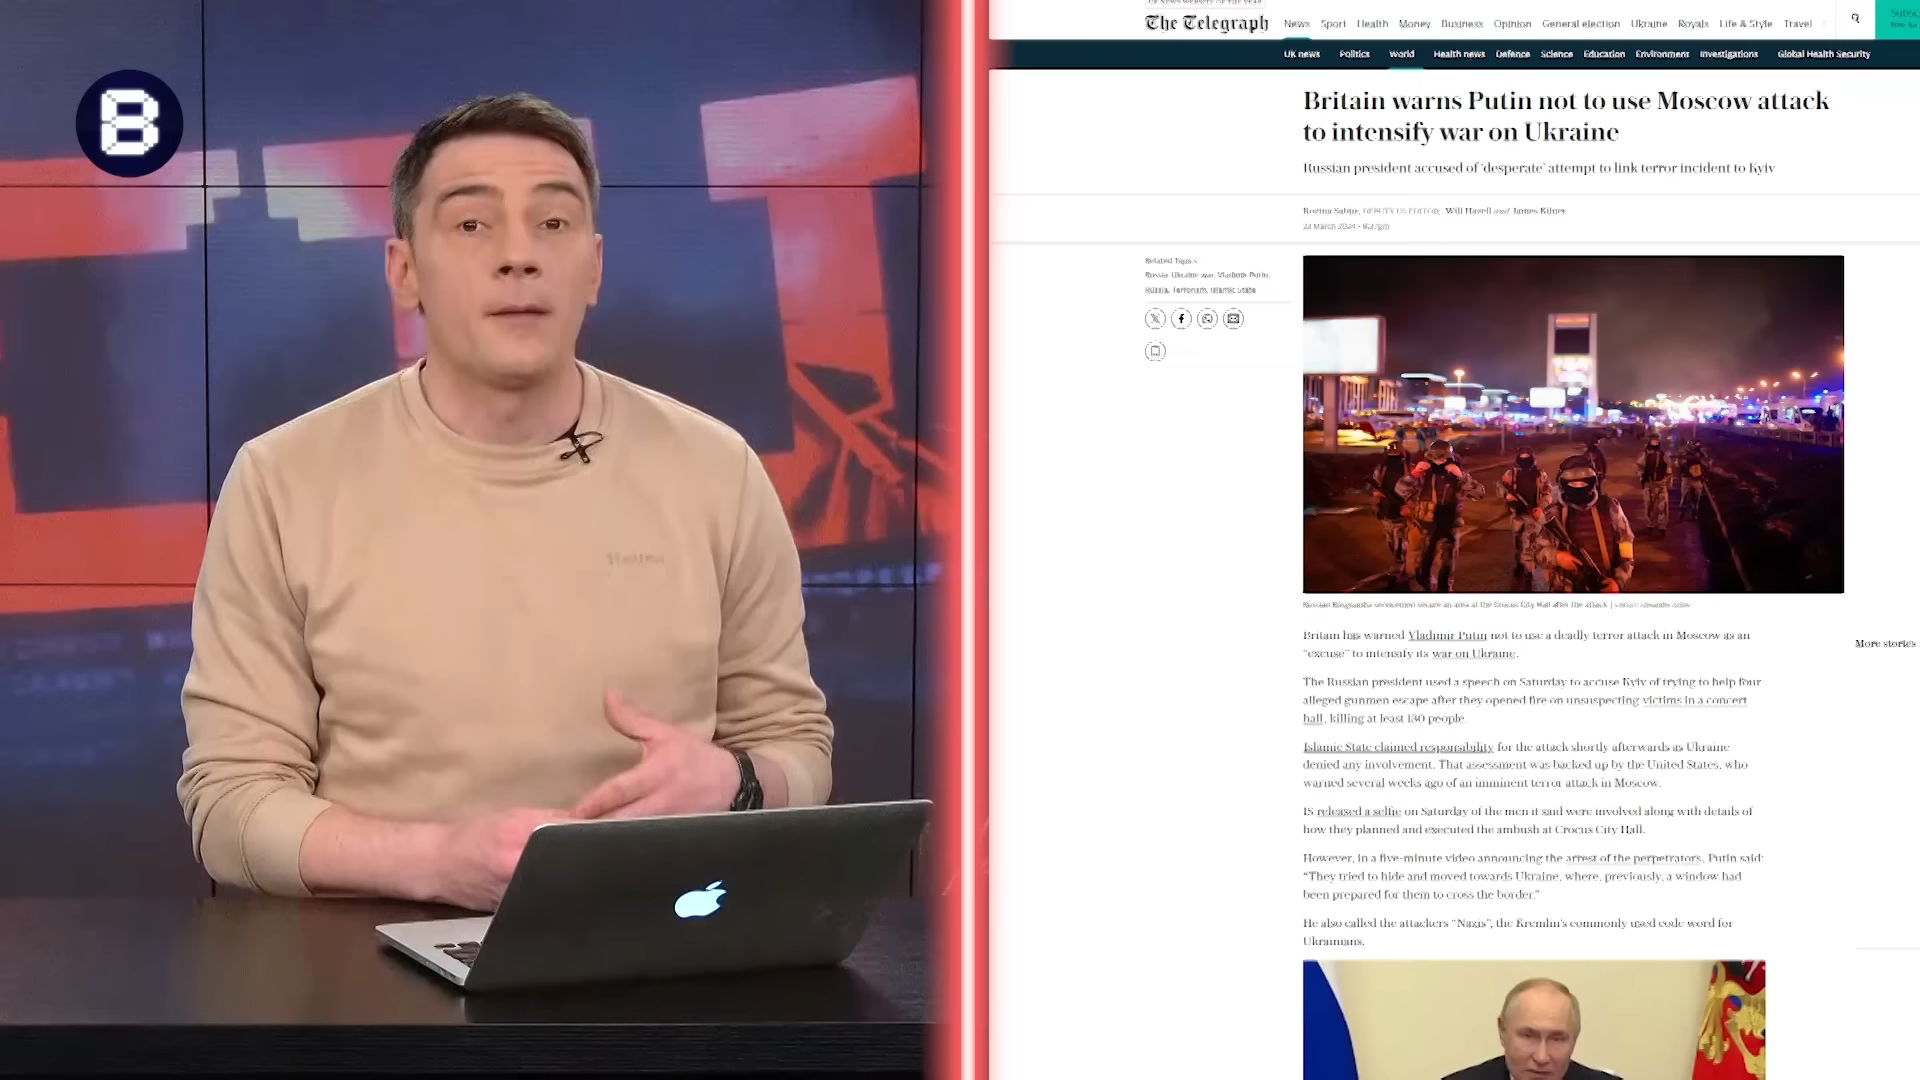 B
The Telegraph
News Sport Health Money Business Opinion General election Ukraine Royals Life & Style Travel
UK news Politics World Health news Defence Science Education Environment Investigations Global Health Security
Britain warns Putin not to use Moscow attack
to intensify war on Ukraine
Russian president accused of 'desperate' attempt to link terror incident to Kyiv
Related Topics
Russia Ukraine war, Vladimir Putin,
Russia, Terrorism, Islamic State
Britain has warned Vladimir Putin not to use a deadly terror attack in Moscow as an
"excuse" to intensify its war on Ukraine.
The Russian president used a speech on Saturday to accuse Kyiv of trying to help four
alleged gunmen escape after they opened fire on unsuspecting victims in a concert
hall, killing at least 130 people.
Islamic State claimed responsibility for the attack shortly afterwards as Ukraine
denied any involvement. That assessment was backed up by the United States, who
warned several weeks ago of an imminent terror attack in Moscow.
IS released a selfie on Saturday of the men it said were involved along with details of
how they planned and executed the ambush at Crocus City Hall.
However, in a five-minute video announcing the arrest of the perpetrators, Putin said:
"They tried to hide and moved towards Ukraine, where, previously, a window had
been prepared for them to cross the border."
He also called the attackers "Nazis", the Kremlin's commonly used code word for
Ukrainians.
More stories